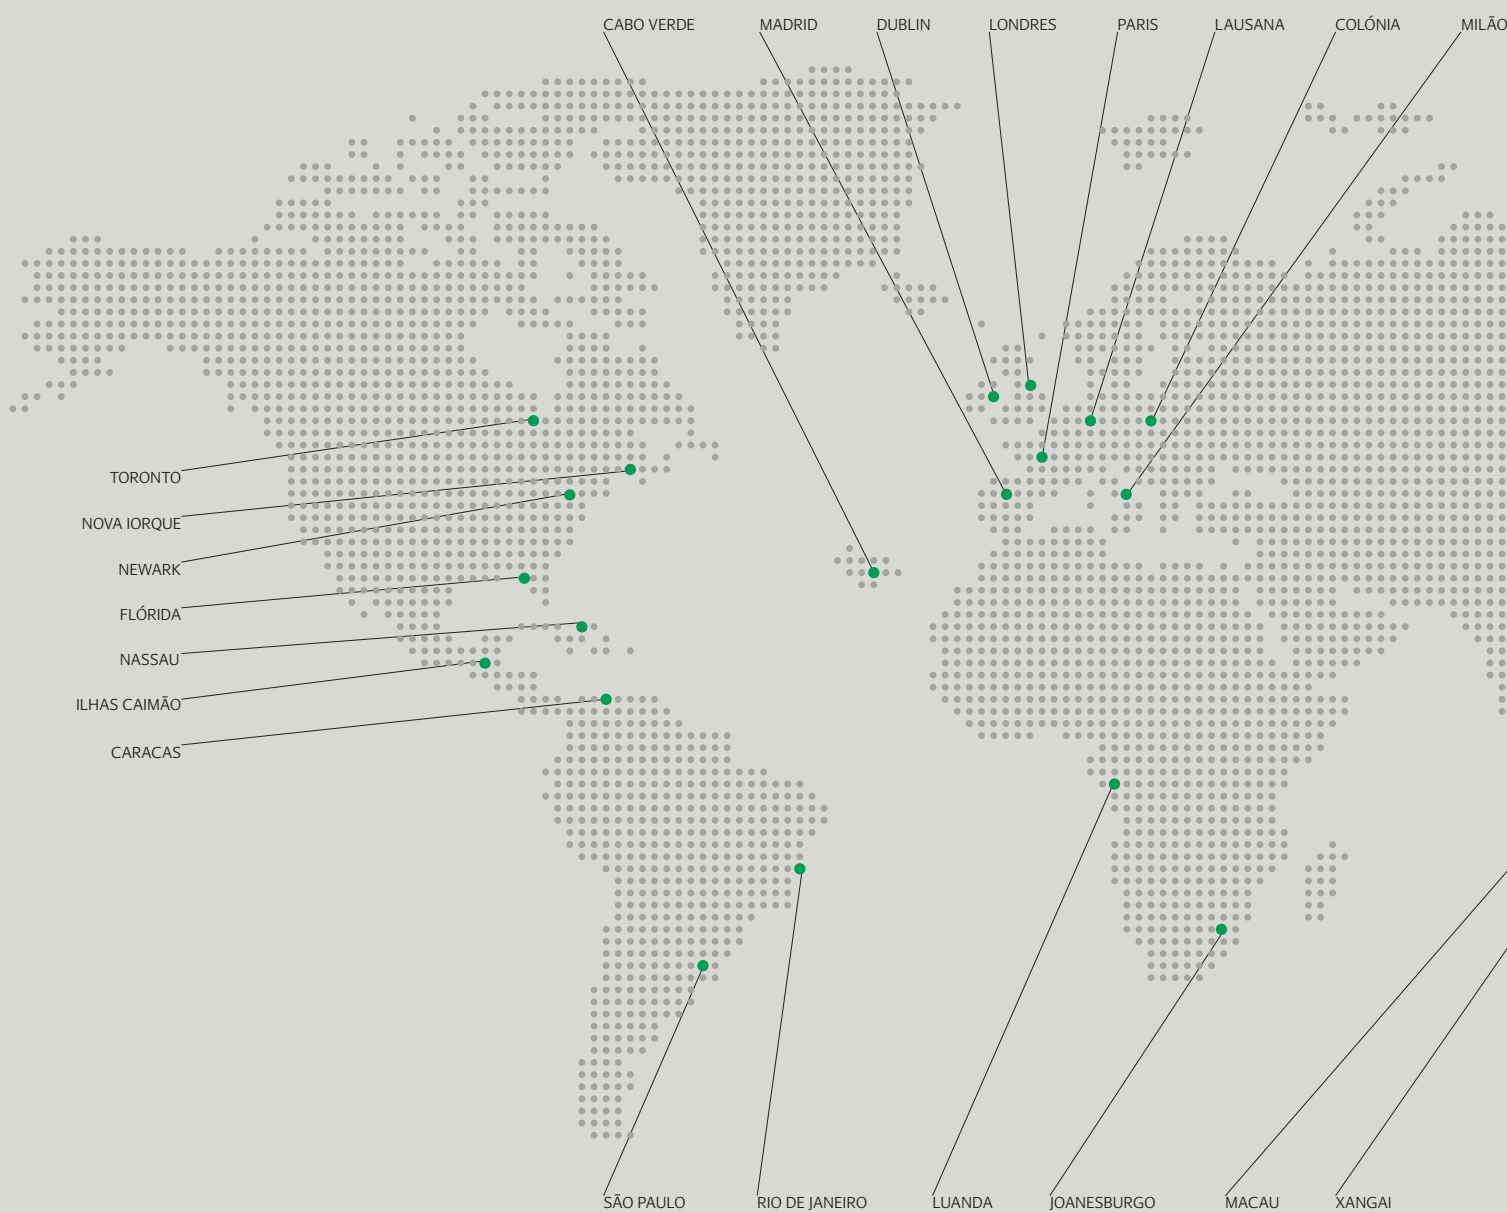 CABO VERDE
MADRID
DUBLIN
LONDRES
PARIS
LAUSANA
COLÓNIA
MILÃO
TORONTO
NOVA IORQUE
NEWARK
FLÓRIDA
NASSAU
ILHAS CAIMÃO
CARACAS
SÃO PAULO
RIO DE JANEIRO
LUANDA
JOANESBURGO
MACAU
XANGAI